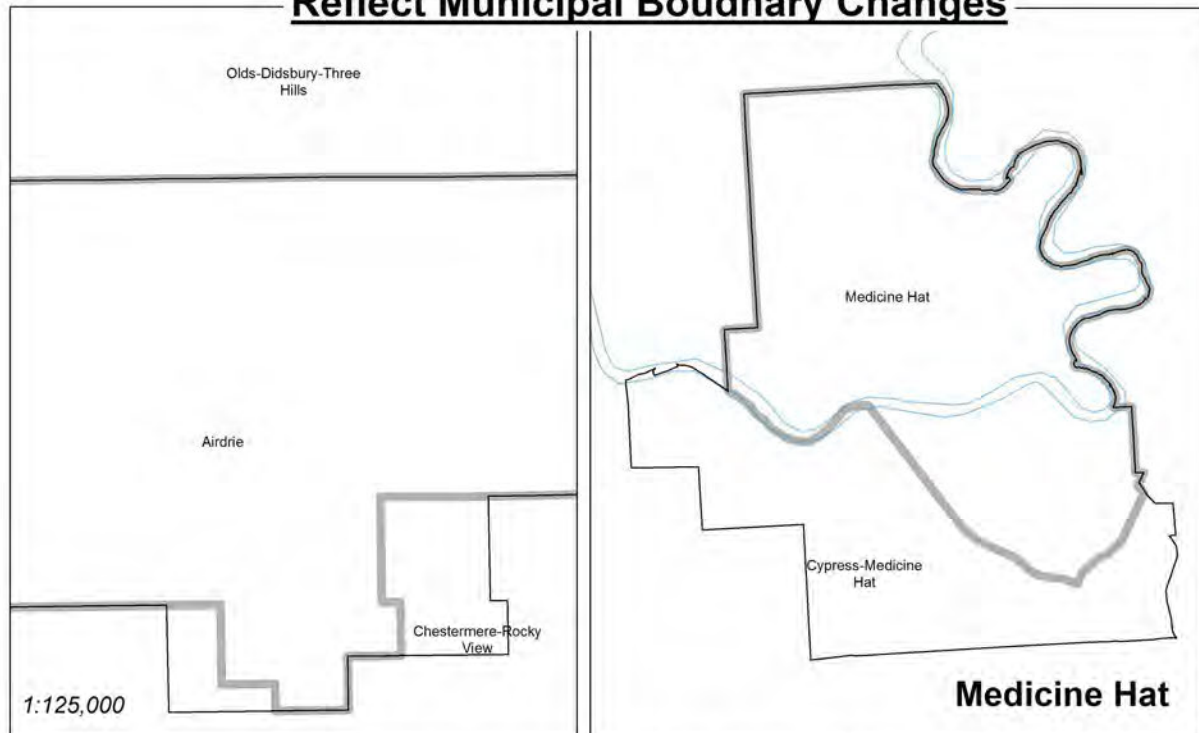 Reflect Municipal Boudnary Changes
Olds-Didsbury-Three
Hills
Airdrie
Chestermere-Rocky
View
1:125,000
Medicine Hat
Cypress-Medicine
Hat
Medicine Hat